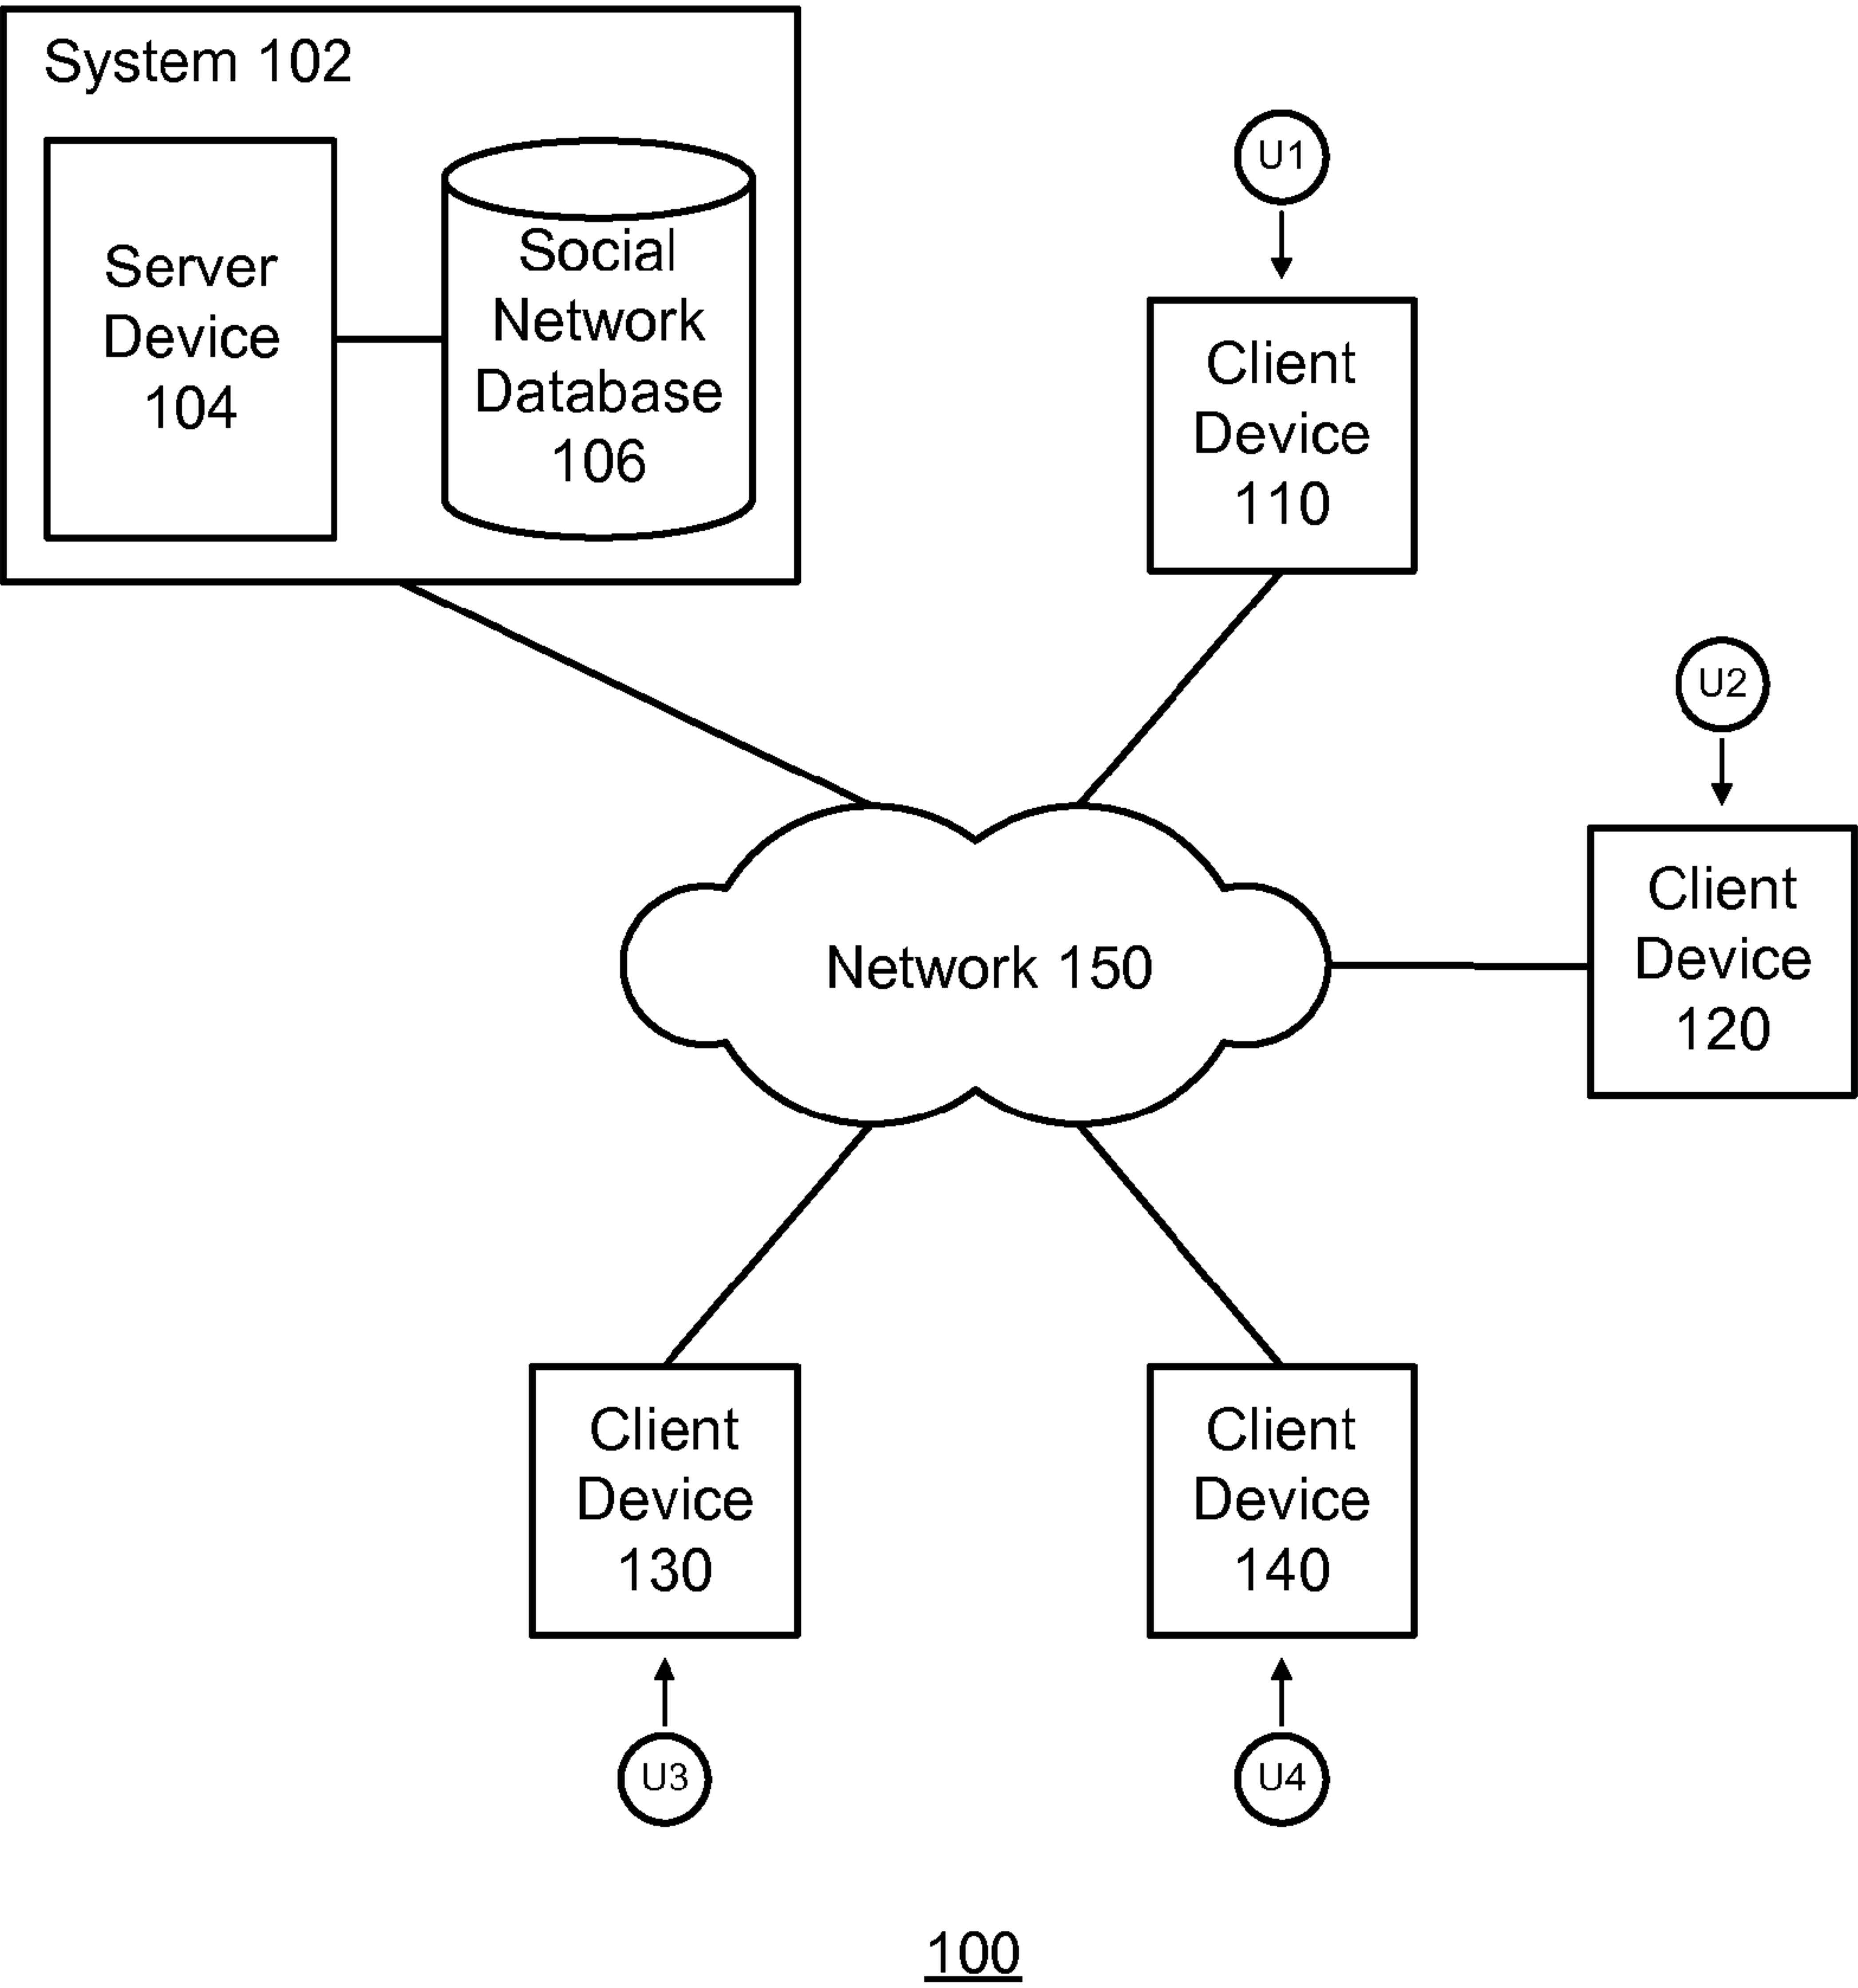 System 102
Server
Device
104
Social
Network
Database
106
U1
Client
Device
110
U2
Client
Device
120
Network 150
Client
Device
130
Client
Device
140
U3
U4
100